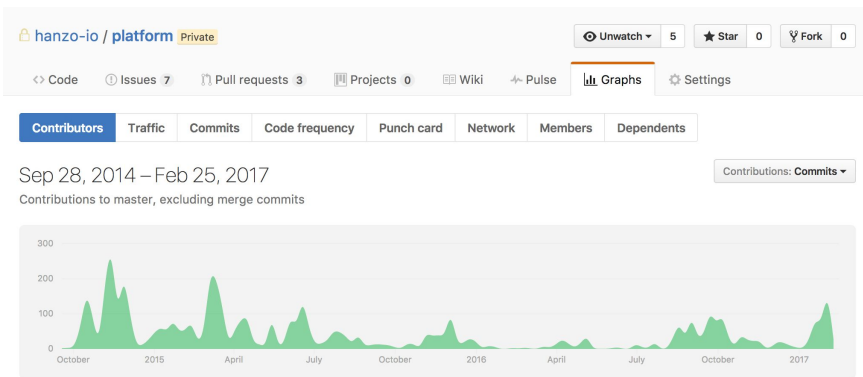 hanzo-io / platform Private
Unwatch 5 Star 0 Fork 0
Code Issues 7 Pull requests 3 Projects 0 Wiki Pulse Graphs Settings
Contributors Traffic Commits Code frequency Punch card Network Members Dependents
Sep 28, 2014 – Feb 25, 2017
Contributions: Commits
Contributions to master, excluding merge commits
300
200
100
0
October 2015 April July October 2016 April July October 2017